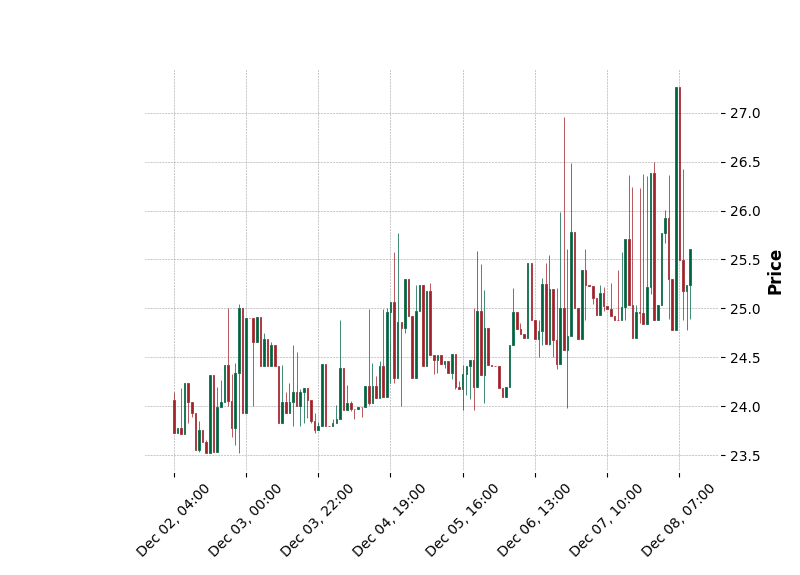 27.0
26.5
26.0
25.5
25.0
24.5
24.0
23.5
Price
Dec 02, 04:00
Dec 03, 00:00
Dec 03, 22:00
Dec 04, 19:00
Dec 05, 16:00
Dec 06, 13:00
Dec 07, 10:00
Dec 08, 07:00